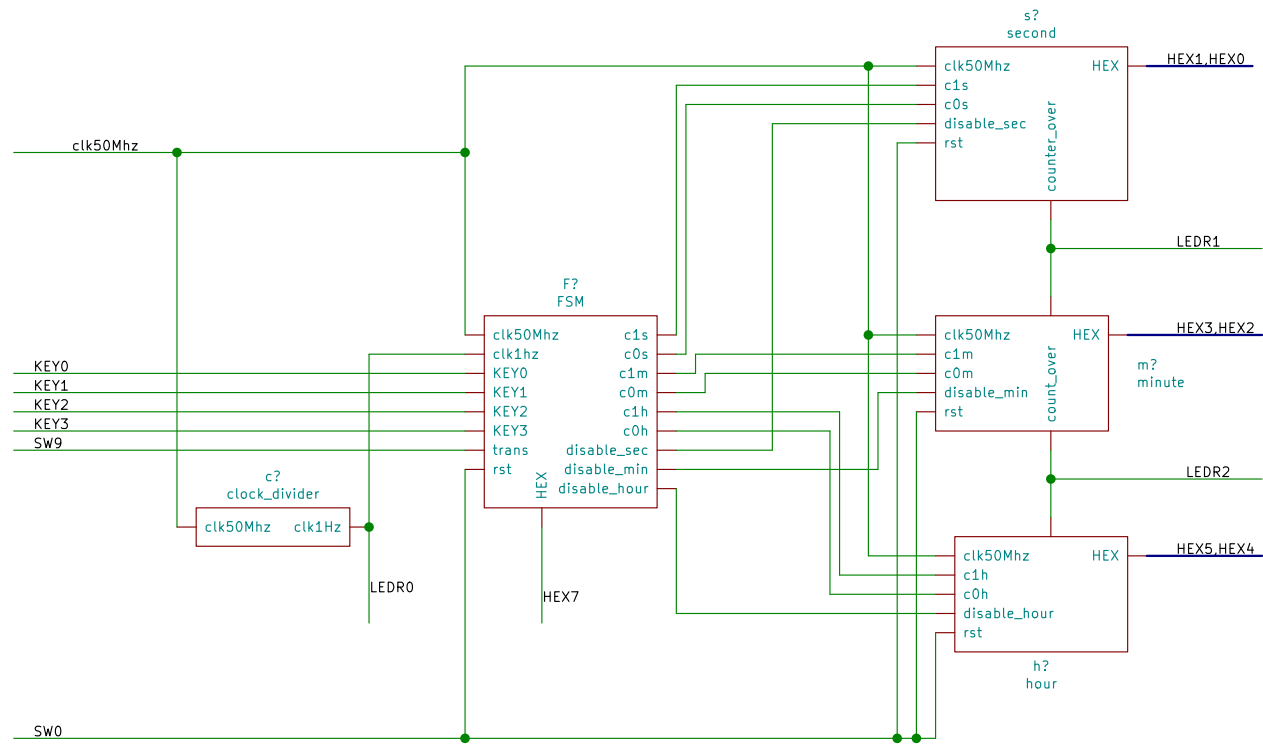 s?
second
clk50Mhz
HEX
HEX1,HEX0
c1s
c0s
disable_sec
rst
counter_over
clk50Mhz
LEDR1
F?
FSM
clk50Mhz
clk1hz
KEY0
KEY1
KEY2
KEY3
trans
rst
HEX
c1s
c0s
c1m
c0m
c1h
c0h
disable_sec
disable_min
disable_hour
KEY0
KEY1
KEY2
KEY3
SW9
clk50Mhz
HEX
HEX3,HEX2
c1m
c0m
disable_min
rst
count_over
m?
minute
LEDR2
c?
clock_divider
clk50Mhz
clk1Hz
LEDR0
HEX7
clk50Mhz
HEX
HEX5,HEX4
c1h
c0h
disable_hour
rst
h?
hour
SW0